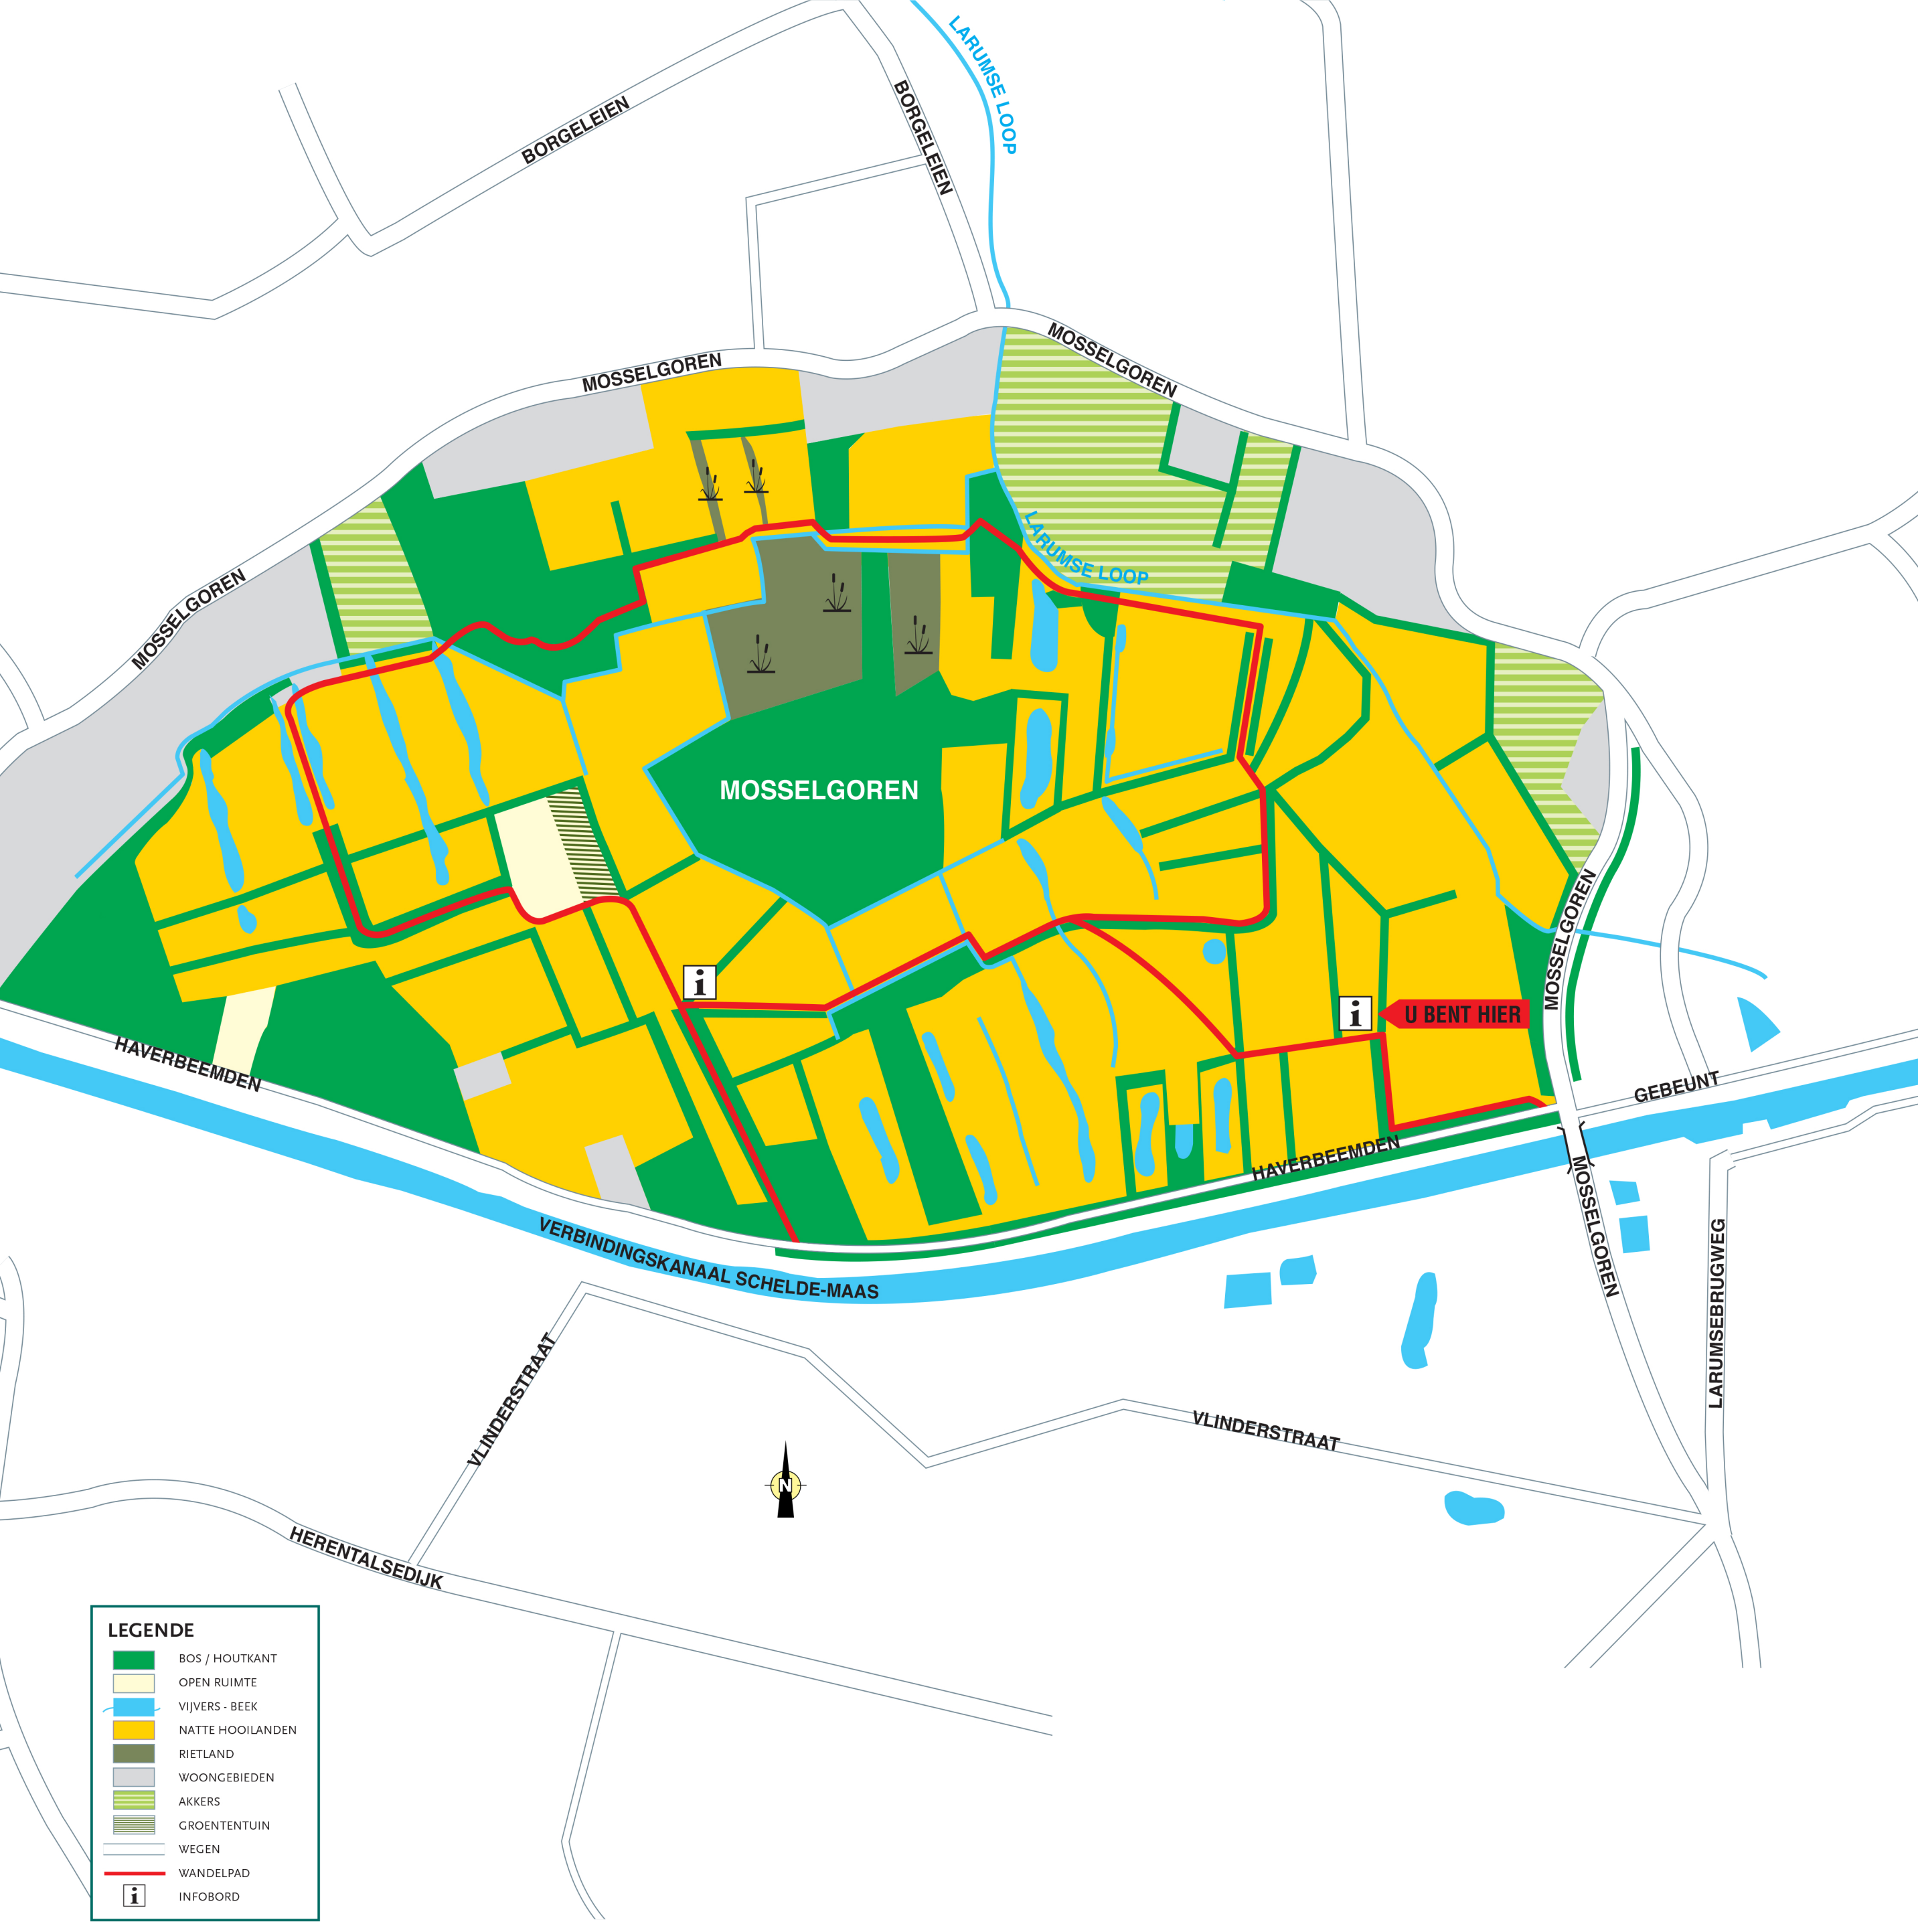 LARUMSE LOOP
BORGELEIEN
BORGELEIEN
MOSSELGOREN
MOSSELGOREN
MOSSELGOREN
LARUMSE LOOP
MOSSELGOREN
MOSSELGOREN
i
i
U BENT HIER
HAVERBEEMDEN
GEBEUNT
HAVERBEEMDEN
MOSSELGOREN
VERBINDINGSKANAAL SCHELDE-MAAS
LARUMSEBRUGWEG
VLINDERSTRAAT
VLINDERSTRAAT
N
HERENTALSEDIJK
LEGENDE
BOS / HOUTKANT
OPEN RUIMTE
VIJVERS - BEEK
NATTE HOOILANDEN
RIETLAND
WOONGEBIEDEN
AKKERS
GROENTENTUIN
WEGEN
WANDELPAD
i INFOBORD